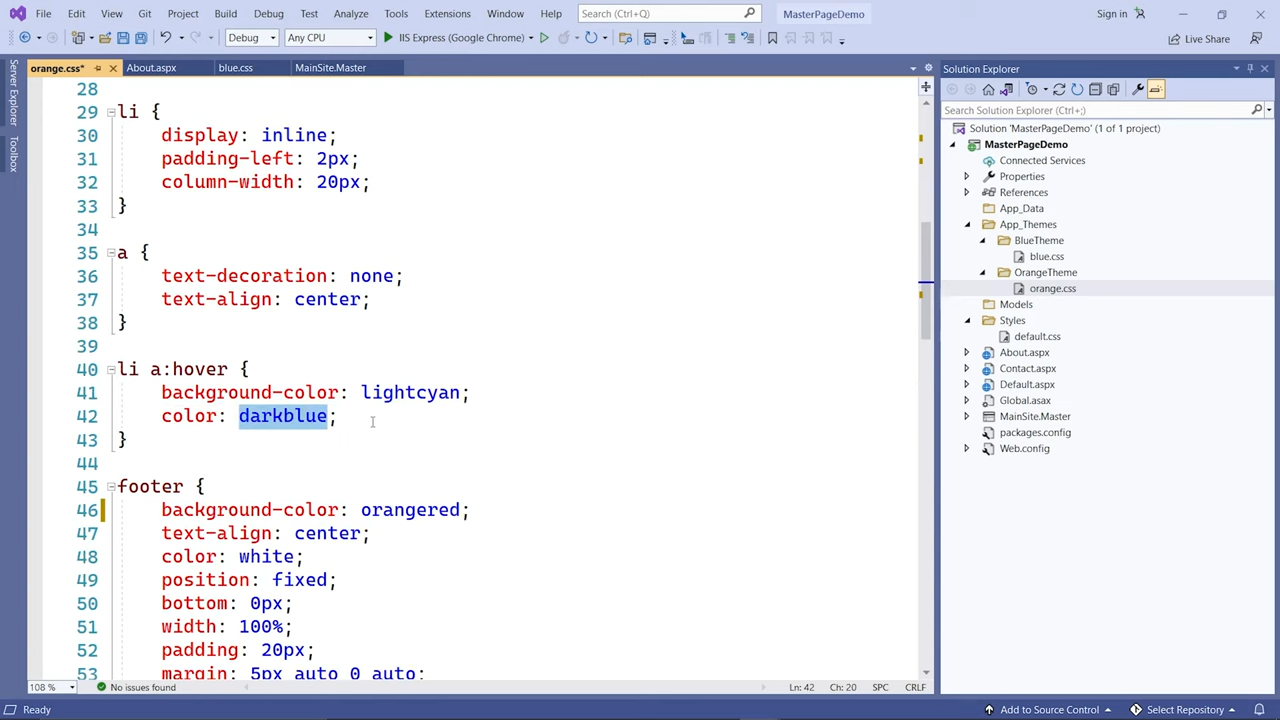 File Edit View Git Project Build Debug Test Analyze Tools Extensions Window Help Search (Ctrl+Q) MasterPageDemo Sign in
Debug Any CPU IIS Express (Google Chrome) Live Share
Server Explorer
Toolbox
orange.css* About.aspx blue.css MainSite.Master
28
29 li {
30 display: inline;
31 padding-left: 2px;
32 column-width: 20px;
33 }
34
35 a {
36 text-decoration: none;
37 text-align: center;
38 }
39
40 li a:hover {
41 background-color: lightcyan;
42 color: darkblue;
43 }
44
45 footer {
46 background-color: orangered;
47 text-align: center;
48 color: white;
49 position: fixed;
50 bottom: 0px;
51 width: 100%;
52 padding: 20px;
53 margin: 5px auto 0 auto;
108 % No issues found Ln: 42 Ch: 20 SPC CRLF
Solution Explorer
Search Solution Explorer (Ctrl+;)
Solution 'MasterPageDemo' (1 of 1 project)
MasterPageDemo
Connected Services
Properties
References
App_Data
App_Themes
BlueTheme
blue.css
OrangeTheme
orange.css
Models
Styles
default.css
About.aspx
Contact.aspx
Default.aspx
Global.asax
MainSite.Master
packages.config
Web.config
Ready Add to Source Control Select Repository